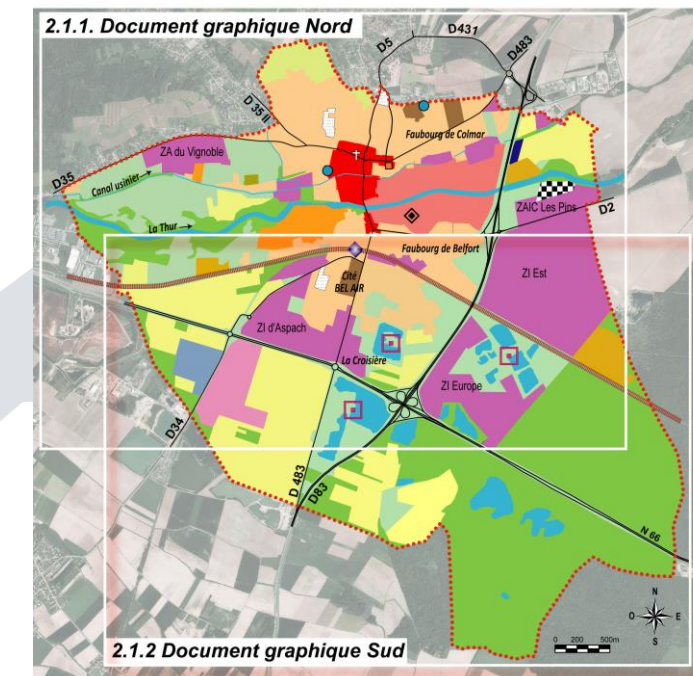 2.1.1. Document graphique Nord
D5
D431
D483
D 35 II
Faubourg de Colmar
ZA du Vignoble
D35
Canal usinier
La Thur
ZAIC Les Pins
D2
Faubourg de Belfort
Cité
BEL AIR
ZI Est
ZI d'Aspach
La Croisière
ZI Europe
D34
D 483
D83
N 66
N
O
E
S
0 200 500m
2.1.2 Document graphique Sud